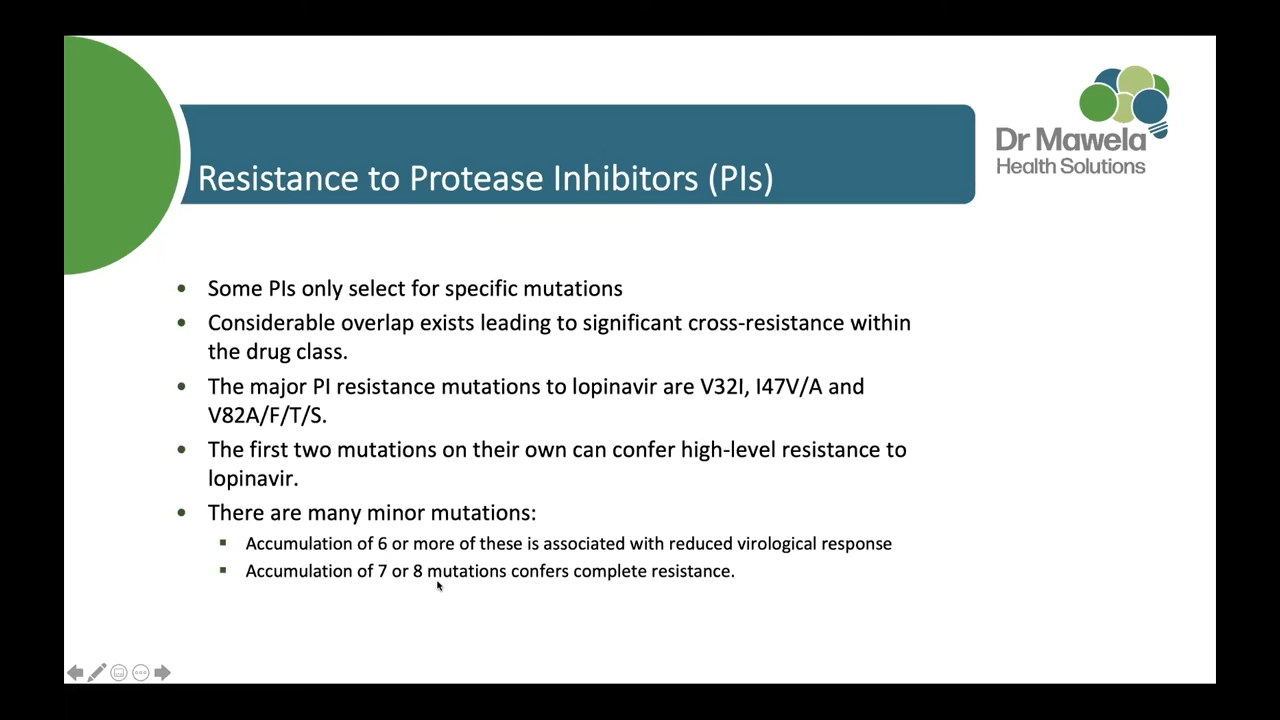 Dr Mawela
Health Solutions
Resistance to Protease Inhibitors (PIs)
• Some PIs only select for specific mutations
• Considerable overlap exists leading to significant cross-resistance within
the drug class.
• The major PI resistance mutations to lopinavir are V32I, I47V/A and
V82A/F/T/S.
• The first two mutations on their own can confer high-level resistance to
lopinavir.
• There are many minor mutations:
▪ Accumulation of 6 or more of these is associated with reduced virological response
▪ Accumulation of 7 or 8 mutations confers complete resistance.